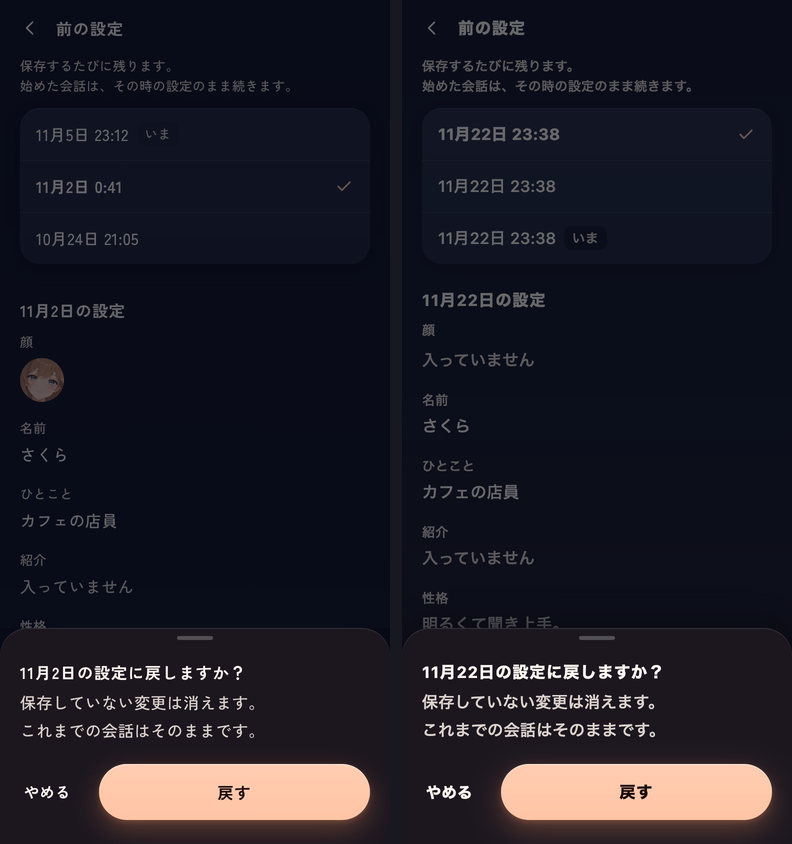 前の設定
保存するたびに残ります。
始めた会話は、その時の設定のまま続きます。
11月5日 23:12 いま
11月2日 0:41
10月24日 21:05
11月2日の設定
顔
名前
さくら
ひとこと
カフェの店員
紹介
入っていません
性格
11月2日の設定に戻しますか？
保存していない変更は消えます。
これまでの会話はそのままです。
やめる
戻す
前の設定
保存するたびに残ります。
始めた会話は、その時の設定のまま続きます。
11月22日 23:38
11月22日 23:38
11月22日 23:38 いま
11月22日の設定
顔
入っていません
名前
さくら
ひとこと
カフェの店員
紹介
入っていません
性格
明るくて聞き上手。
11月22日の設定に戻しますか？
保存していない変更は消えます。
これまでの会話はそのままです。
やめる
戻す